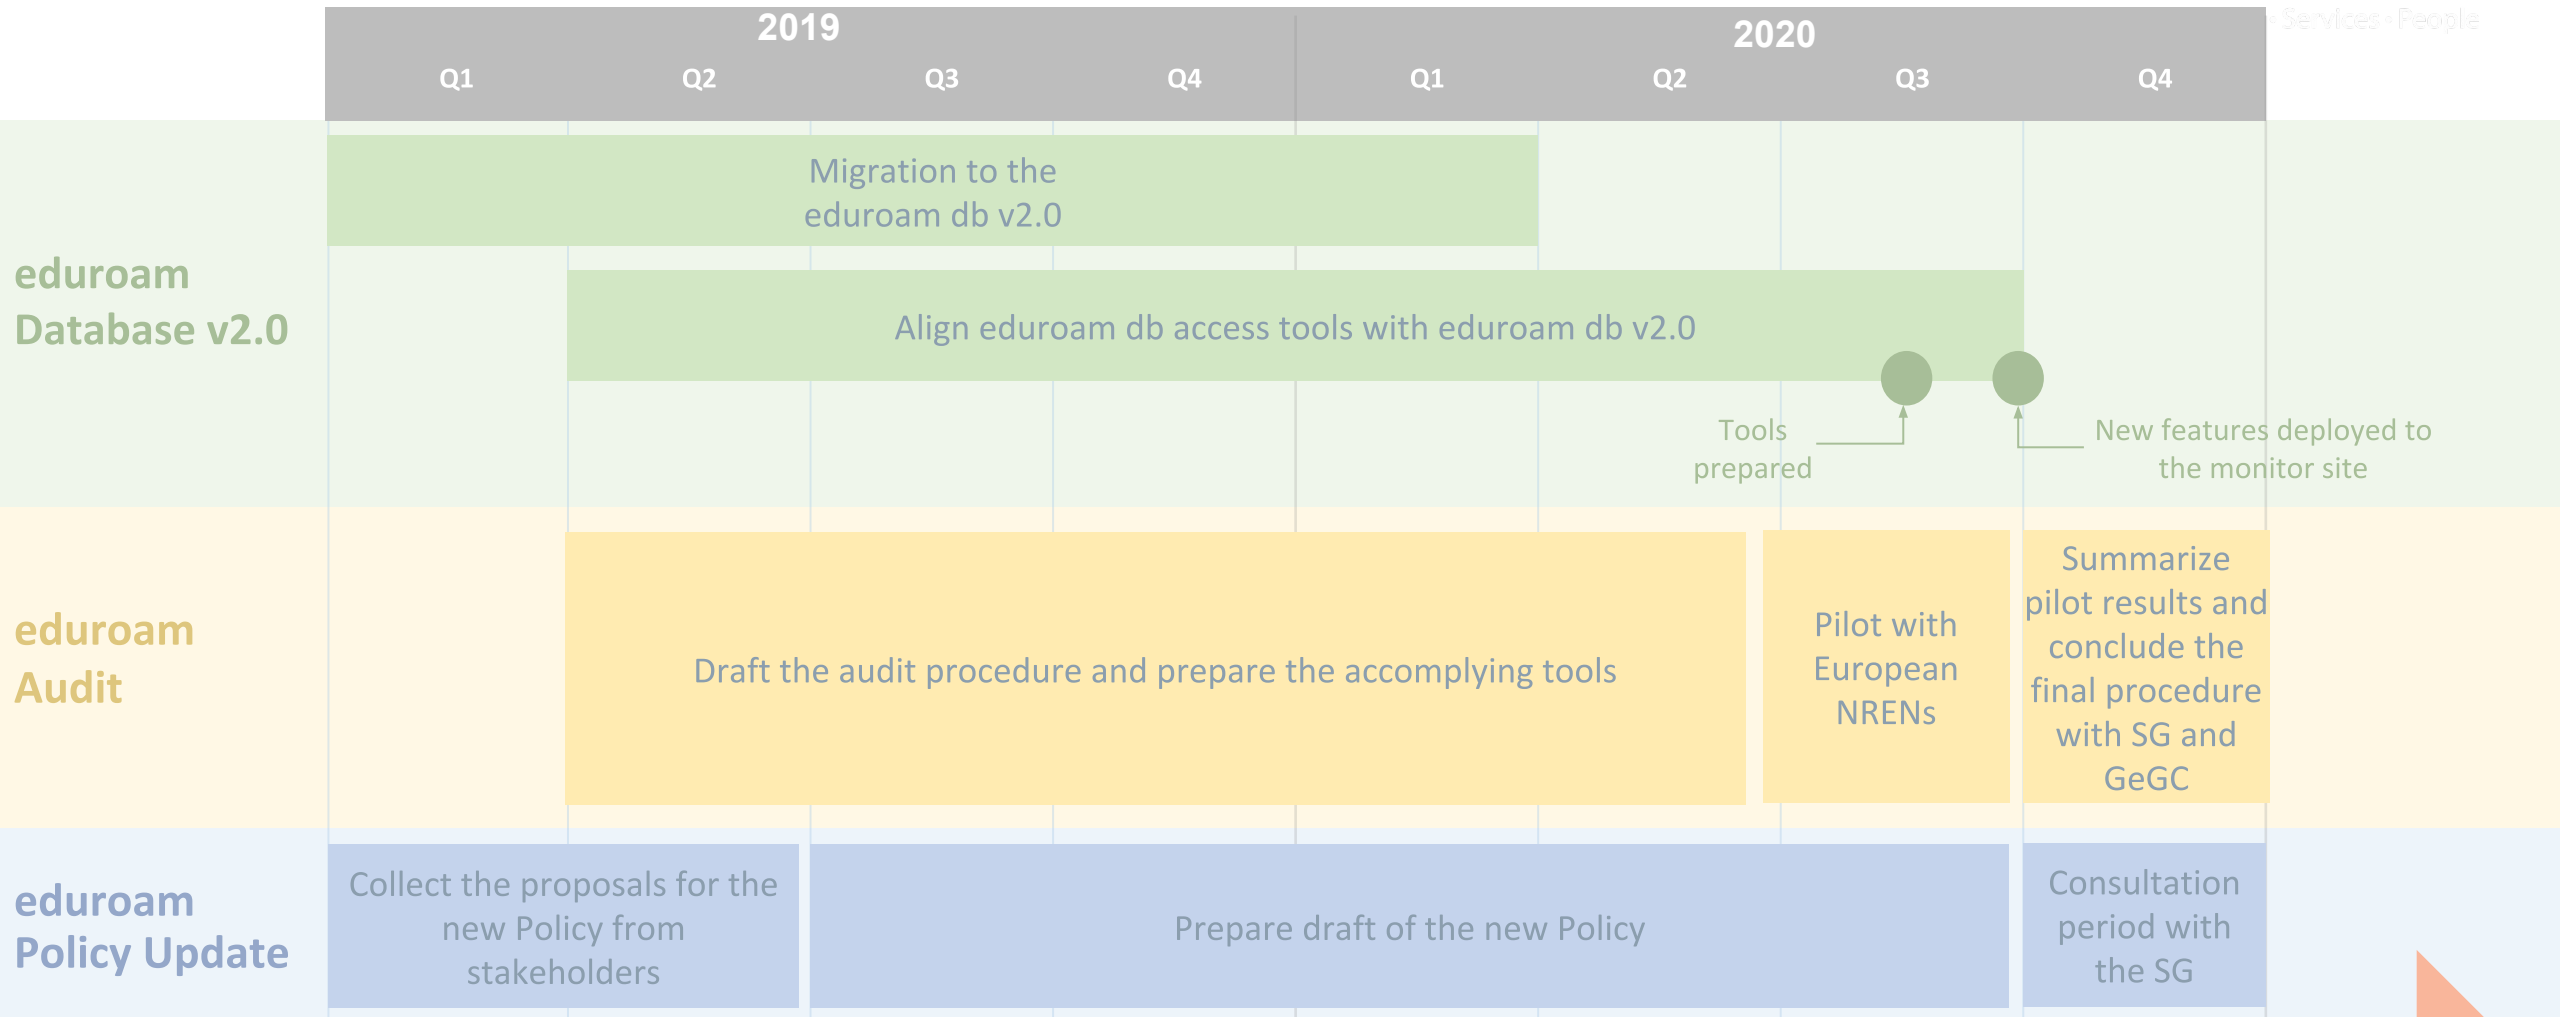 2019
2020
· Services · People
Q1 Q2 Q3 Q4 Q1 Q2 Q3 Q4
eduroam
Database v2.0
Migration to the
eduroam db v2.0
Align eduroam db access tools with eduroam db v2.0
Tools
prepared
New features deployed to
the monitor site
eduroam
Audit
Draft the audit procedure and prepare the accomplying tools
Pilot with
European
NRENs
Summarize
pilot results and
conclude the
final procedure
with SG and
GeGC
eduroam
Policy Update
Collect the proposals for the
new Policy from
stakeholders
Prepare draft of the new Policy
Consultation
period with
the SG